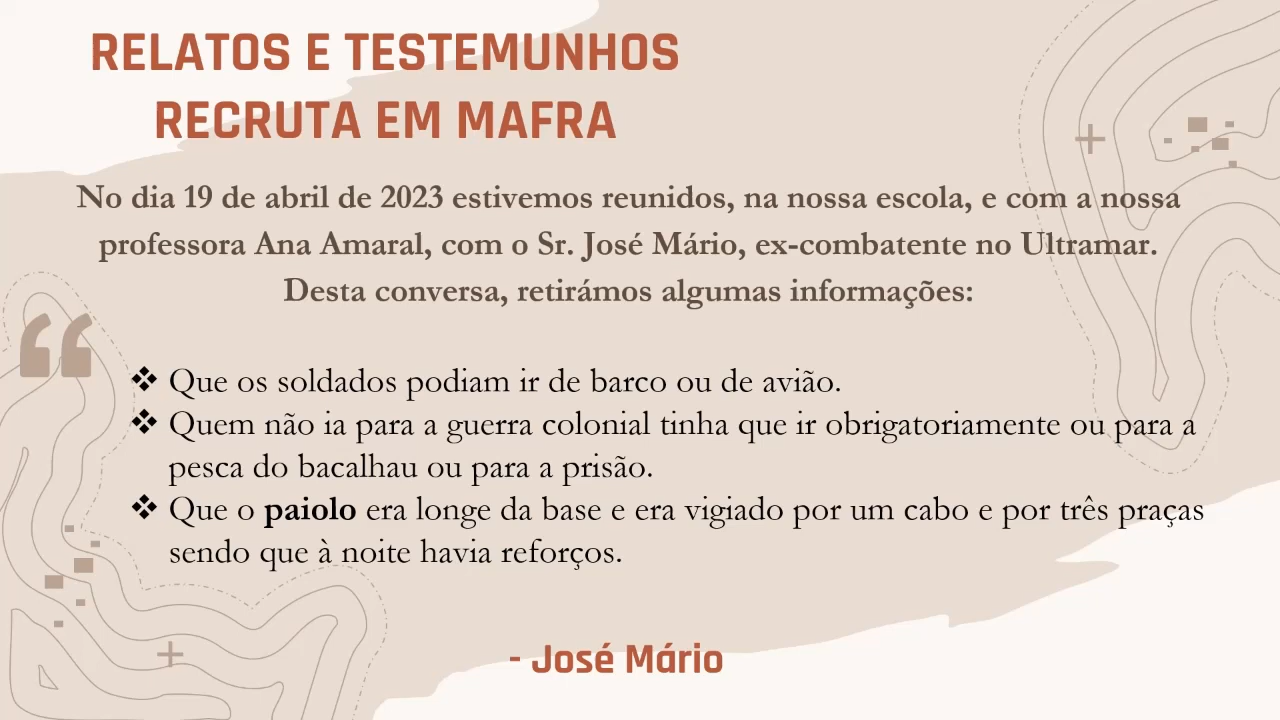 RELATOS E TESTEMUNHOS
RECRUTA EM MAFRA
No dia 19 de abril de 2023 estivemos reunidos, na nossa escola, e com a nossa
professora Ana Amaral, com o Sr. José Mário, ex-combatente no Ultramar.
Desta conversa, retirámos algumas informações:
❖ Que os soldados podiam ir de barco ou de avião.
❖ Quem não ia para a guerra colonial tinha que ir obrigatoriamente ou para a
pesca do bacalhau ou para a prisão.
❖ Que o paiolo era longe da base e era vigiado por um cabo e por três praças
sendo que à noite havia reforços.
- José Mário